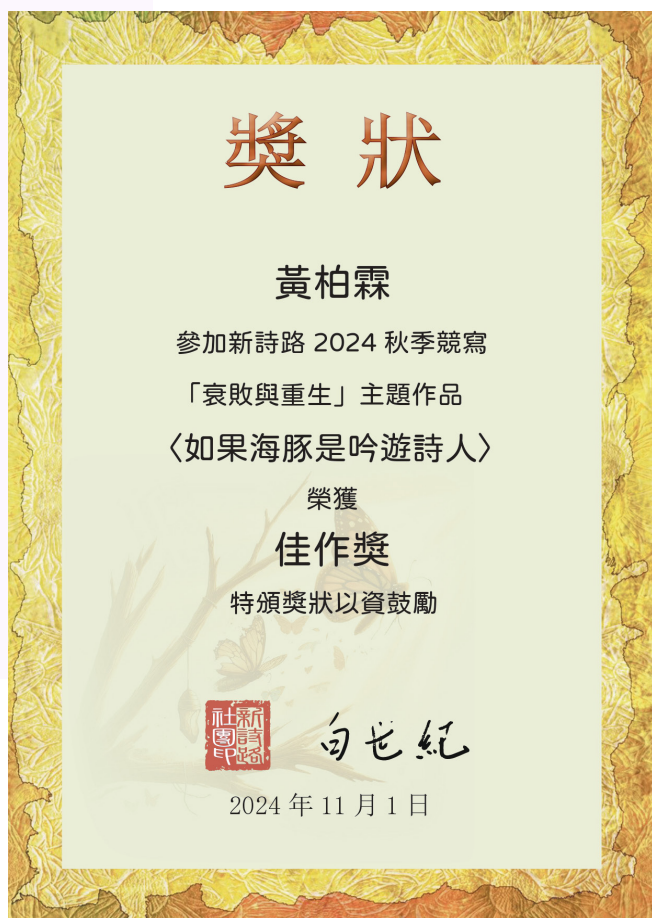 獎狀
黃柏霖
參加新詩路 2024 秋季競寫
「衰敗與重生」主題作品
〈如果海豚是吟遊詩人〉
榮獲
佳作獎
特頒獎狀以資鼓勵
新詩路
社團印
白世紀
2024 年 11 月 1 日